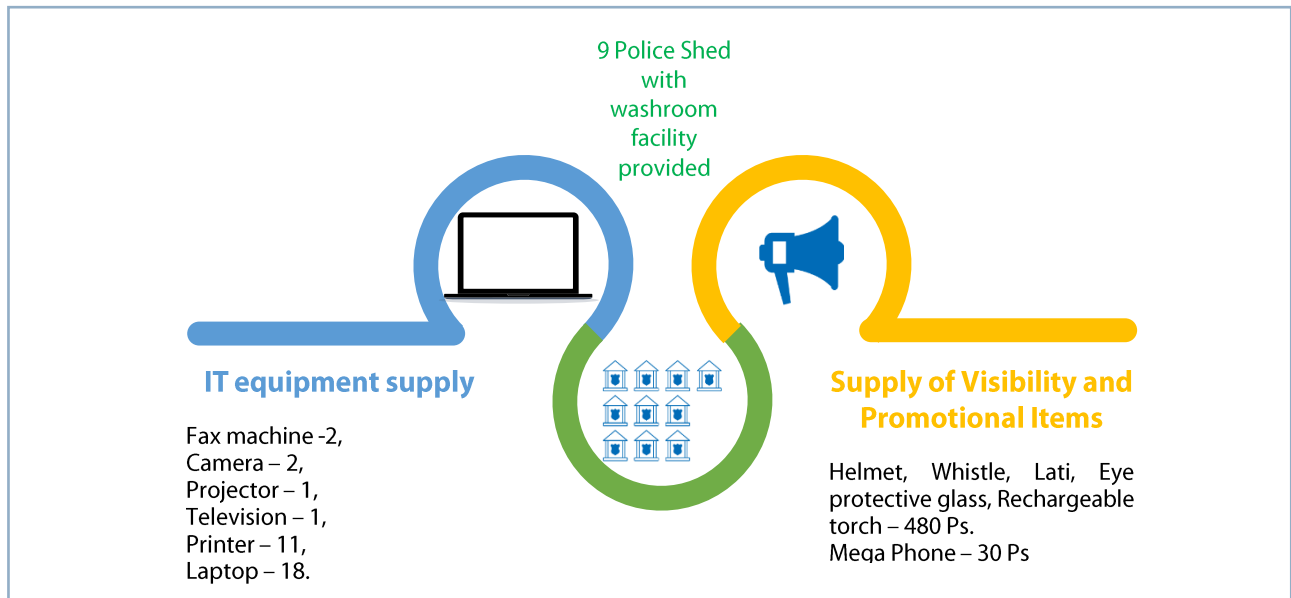 9 Police Shed
with
washroom
facility
provided
IT equipment supply
Fax machine -2,
Camera – 2,
Projector – 1,
Television – 1,
Printer – 11,
Laptop – 18.
Supply of Visibility and
Promotional Items
Helmet, Whistle, Lati, Eye
protective glass, Rechargeable
torch – 480 Ps.
Mega Phone – 30 Ps